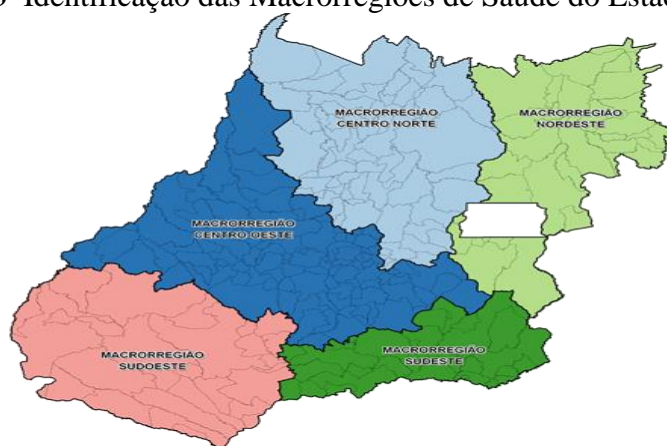 Identificação das Macrorregiões de Saúde do Esta
MACRORREGIÃO
CENTRO NORTE
MACRORREGIÃO
NORDESTE
MACRORREGIÃO
CENTRO-OESTE
MACRORREGIÃO
SUDOESTE
MACRORREGIÃO
SUDESTE